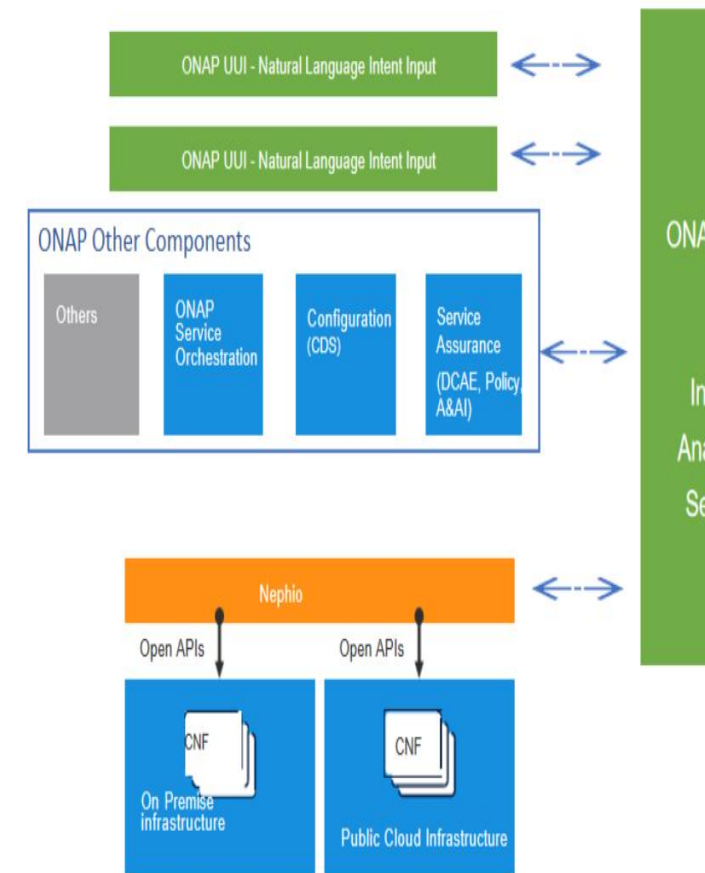 ONAP UUI - Natural Language Intent Input
ONAP UUI - Natural Language Intent Input
ONAP Other Components
Others
ONAP
Service
Orchestration
Configuration
(CDS)
Service
Assurance
(DCAE, Policy,
A&AI)
Nephio
Open APIs
Open APIs
CNF
On Premise
infrastructure
CNF
Public Cloud Infrastructure